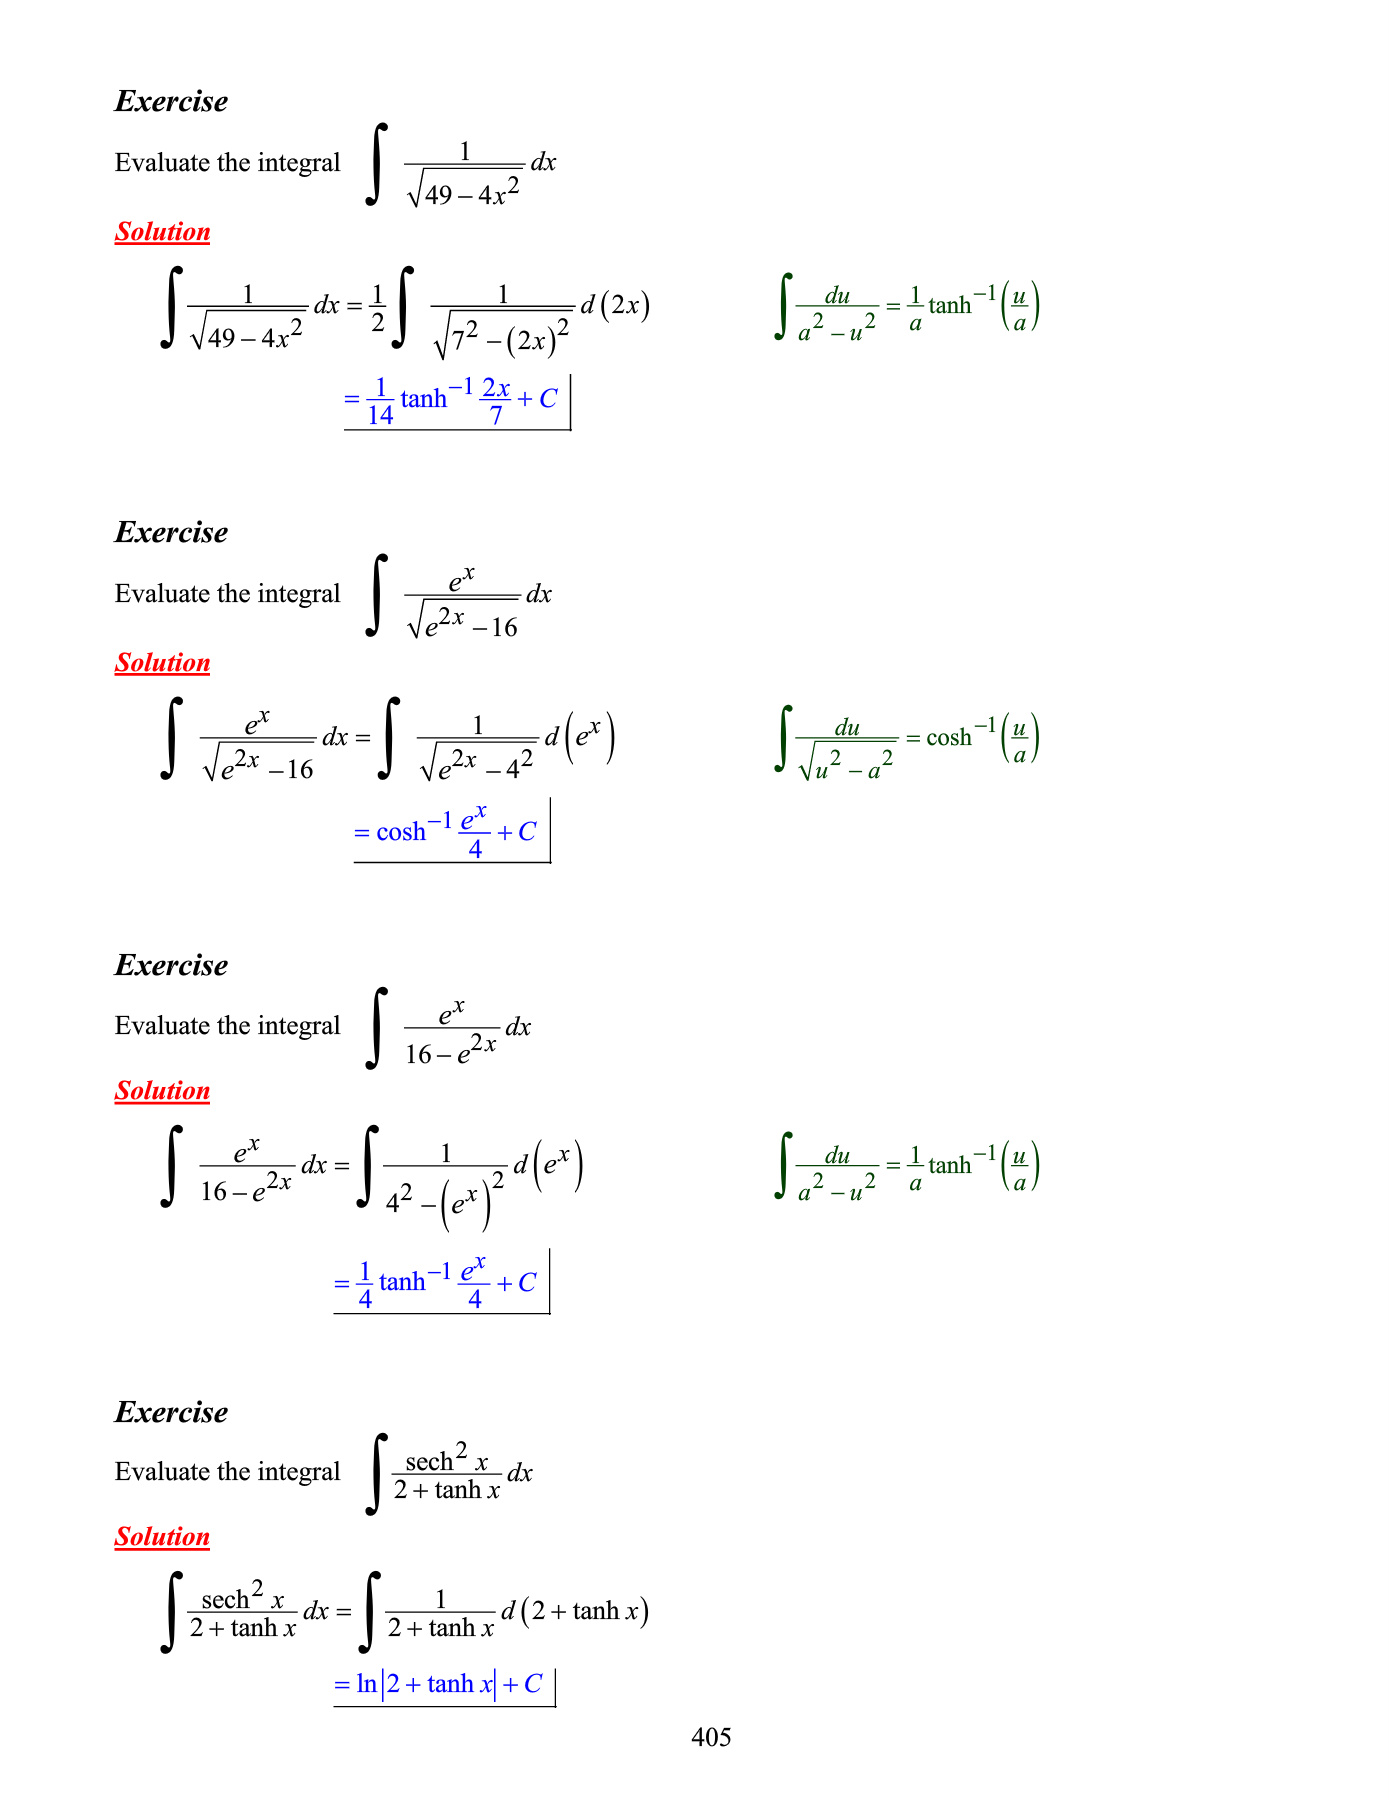 Exercise
Evaluate the integral ∫ 1/√(49 − 4x²) dx
Solution
∫ 1/√(49 − 4x²) dx = 1/2 ∫ 1/√(7² − (2x)²) d(2x)    ∫ du/(a² − u²) = 1/a tanh⁻¹(u/a)
= 1/14 tanh⁻¹ 2x/7 + C
Exercise
Evaluate the integral ∫ eˣ/√(e²ˣ − 16) dx
Solution
∫ eˣ/√(e²ˣ − 16) dx = ∫ 1/√(e²ˣ − 4²) d(eˣ)    ∫ du/√(u² − a²) = cosh⁻¹(u/a)
= cosh⁻¹ eˣ/4 + C
Exercise
Evaluate the integral ∫ eˣ/(16 − e²ˣ) dx
Solution
∫ eˣ/(16 − e²ˣ) dx = ∫ 1/(4² − (eˣ)²) d(eˣ)    ∫ du/(a² − u²) = 1/a tanh⁻¹(u/a)
= 1/4 tanh⁻¹ eˣ/4 + C
Exercise
Evaluate the integral ∫ sech² x/(2 + tanh x) dx
Solution
∫ sech² x/(2 + tanh x) dx = ∫ 1/(2 + tanh x) d(2 + tanh x)
= ln|2 + tanh x| + C
405